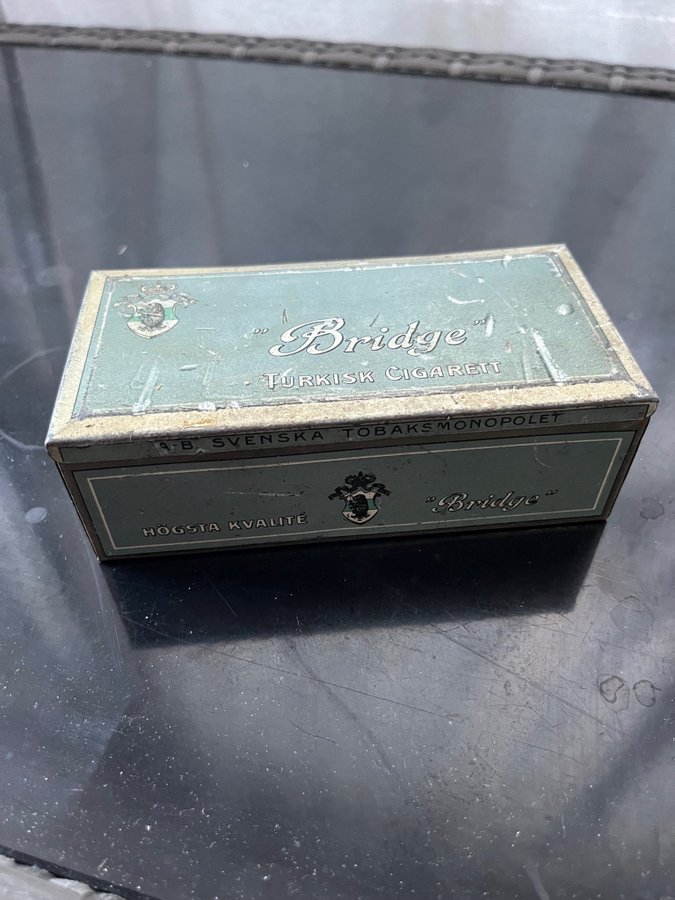 "Bridge"
TURKISK CIGARETT
A.B. SVENSKA TOBAKSMONOPOLET
HÖGSTA KVALITÉ
"Bridge"